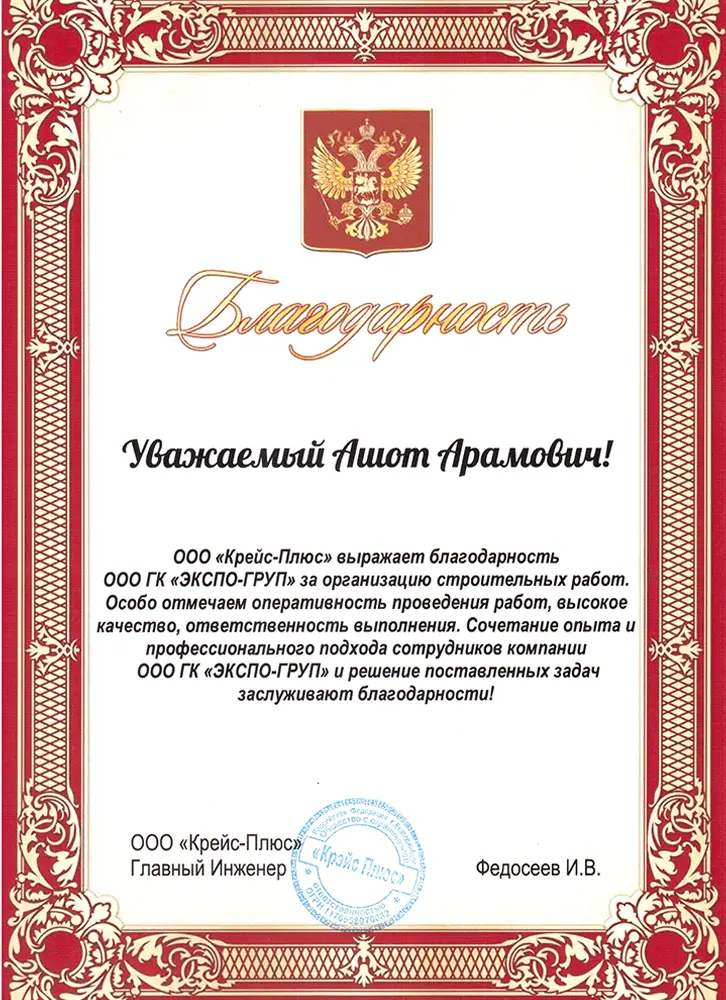 Благодарность
Уважаемый Ашот Арамович!
ООО «Крейс-Плюс» выражает благодарность
ООО ГК «ЭКСПО-ГРУП» за организацию строительных работ.
Особо отмечаем оперативность проведения работ, высокое
качество, ответственность выполнения. Сочетание опыта и
профессионального подхода сотрудников компании
ООО ГК «ЭКСПО-ГРУП» и решение поставленных задач
заслуживают благодарности!
ООО «Крейс-Плюс»
Главный Инженер
Федосеев И.В.
Российская Федерация
Общество с ограниченной
«Крэйс Плюс»
ответственностью
ОГРН 1176658070082